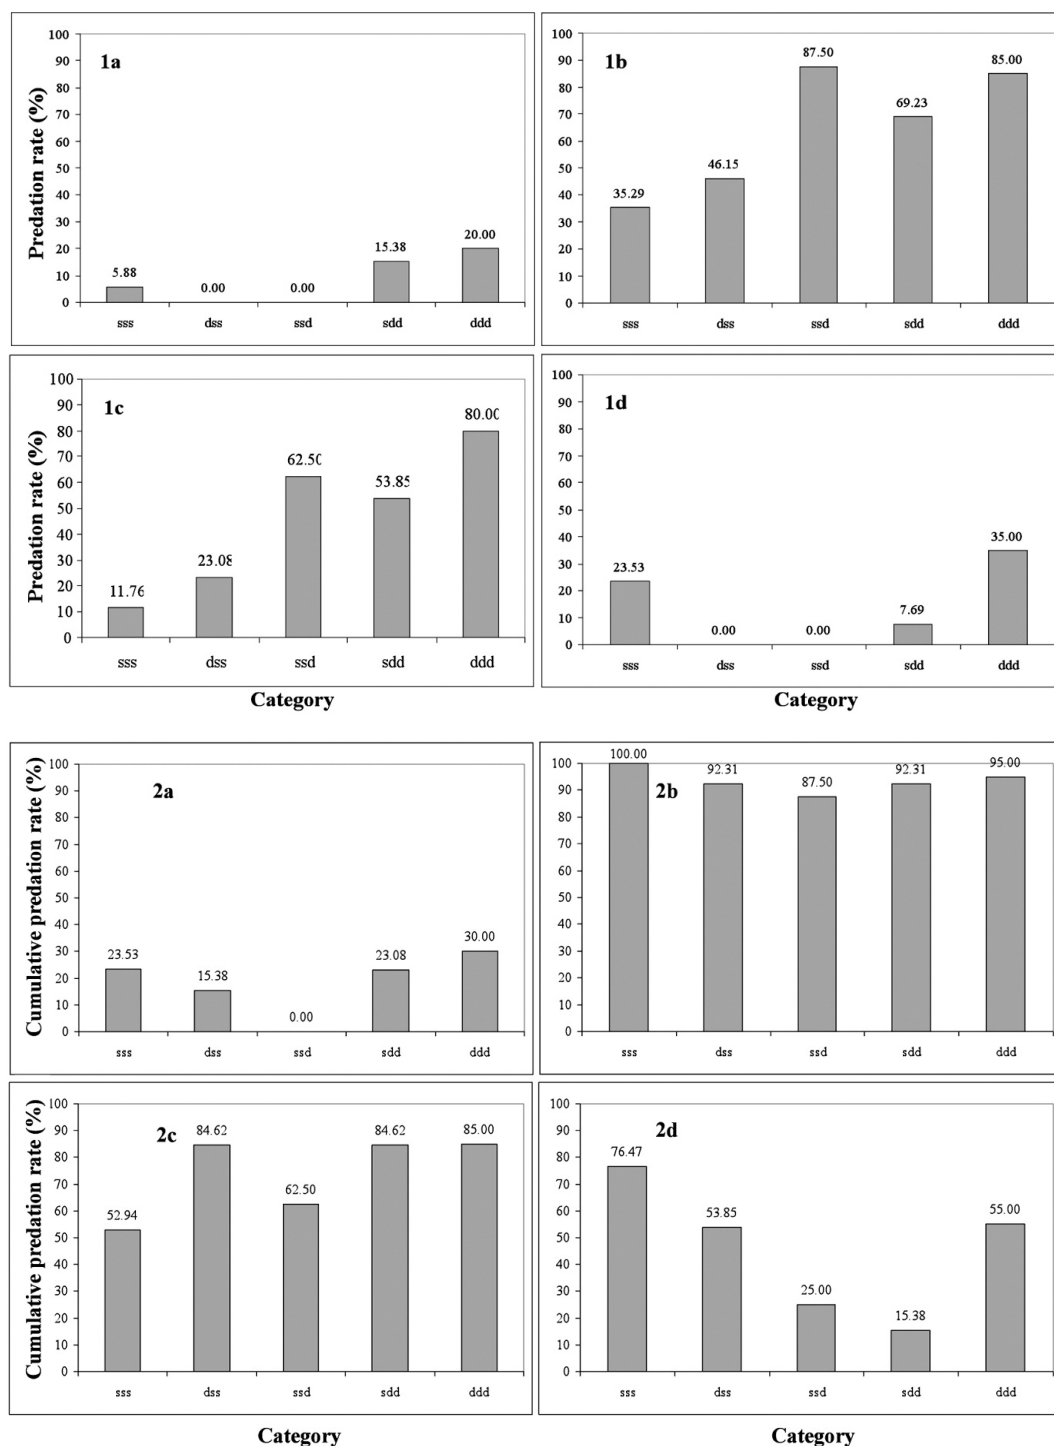 1a
Predation rate (%)
100
90
80
70
60
50
40
30
20
10
0
5.88
0.00
0.00
15.38
20.00
sss
dss
ssd
sdd
ddd
1b
100
90
80
70
60
50
40
30
20
10
0
35.29
46.15
87.50
69.23
85.00
sss
dss
ssd
sdd
ddd
1c
Predation rate (%)
100
90
80
70
60
50
40
30
20
10
0
11.76
23.08
62.50
53.85
80.00
sss
dss
ssd
sdd
ddd
Category
1d
100
90
80
70
60
50
40
30
20
10
0
23.53
0.00
0.00
7.69
35.00
sss
dss
ssd
sdd
ddd
Category
2a
Cumulative predation rate (%)
100
90
80
70
60
50
40
30
20
10
0
23.53
15.38
0.00
23.08
30.00
sss
dss
ssd
sdd
ddd
2b
100
90
80
70
60
50
40
30
20
10
0
100.00
92.31
87.50
92.31
95.00
sss
dss
ssd
sdd
ddd
2c
Cumulative predation rate (%)
100
90
80
70
60
50
40
30
20
10
0
52.94
84.62
62.50
84.62
85.00
sss
dss
ssd
sdd
ddd
Category
2d
100
90
80
70
60
50
40
30
20
10
0
76.47
53.85
25.00
15.38
55.00
sss
dss
ssd
sdd
ddd
Category